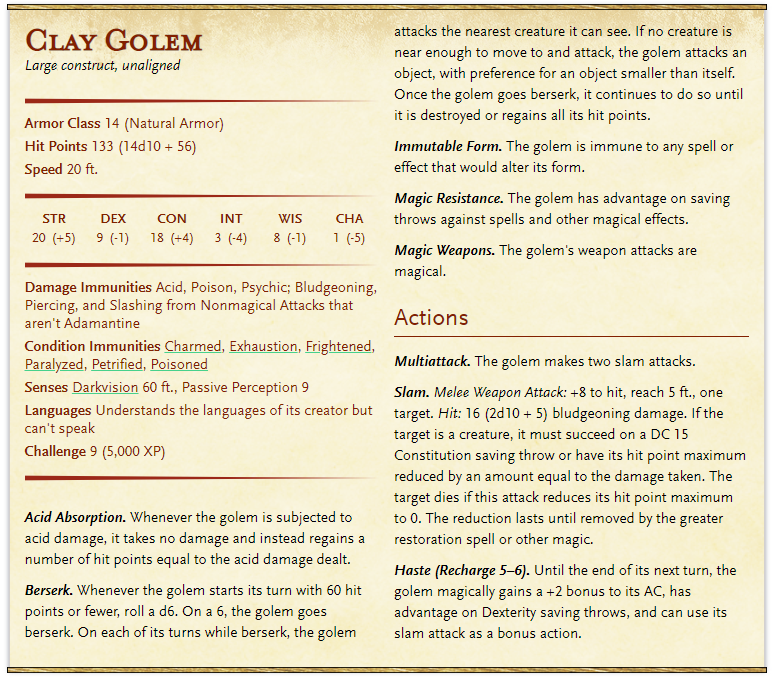 Clay Golem
Large construct, unaligned
Armor Class 14 (Natural Armor)
Hit Points 133 (14d10 + 56)
Speed 20 ft.
STR DEX CON INT WIS CHA
20 (+5) 9 (-1) 18 (+4) 3 (-4) 8 (-1) 1 (-5)
Damage Immunities Acid, Poison, Psychic; Bludgeoning,
Piercing, and Slashing from Nonmagical Attacks that
aren't Adamantine
Condition Immunities Charmed, Exhaustion, Frightened,
Paralyzed, Petrified, Poisoned
Senses Darkvision 60 ft., Passive Perception 9
Languages Understands the languages of its creator but
can't speak
Challenge 9 (5,000 XP)
Acid Absorption. Whenever the golem is subjected to
acid damage, it takes no damage and instead regains a
number of hit points equal to the acid damage dealt.
Berserk. Whenever the golem starts its turn with 60 hit
points or fewer, roll a d6. On a 6, the golem goes
berserk. On each of its turns while berserk, the golem
attacks the nearest creature it can see. If no creature is
near enough to move to and attack, the golem attacks an
object, with preference for an object smaller than itself.
Once the golem goes berserk, it continues to do so until
it is destroyed or regains all its hit points.
Immutable Form. The golem is immune to any spell or
effect that would alter its form.
Magic Resistance. The golem has advantage on saving
throws against spells and other magical effects.
Magic Weapons. The golem's weapon attacks are
magical.
Actions
Multiattack. The golem makes two slam attacks.
Slam. Melee Weapon Attack: +8 to hit, reach 5 ft., one
target. Hit: 16 (2d10 + 5) bludgeoning damage. If the
target is a creature, it must succeed on a DC 15
Constitution saving throw or have its hit point maximum
reduced by an amount equal to the damage taken. The
target dies if this attack reduces its hit point maximum
to 0. The reduction lasts until removed by the greater
restoration spell or other magic.
Haste (Recharge 5–6). Until the end of its next turn, the
golem magically gains a +2 bonus to its AC, has
advantage on Dexterity saving throws, and can use its
slam attack as a bonus action.